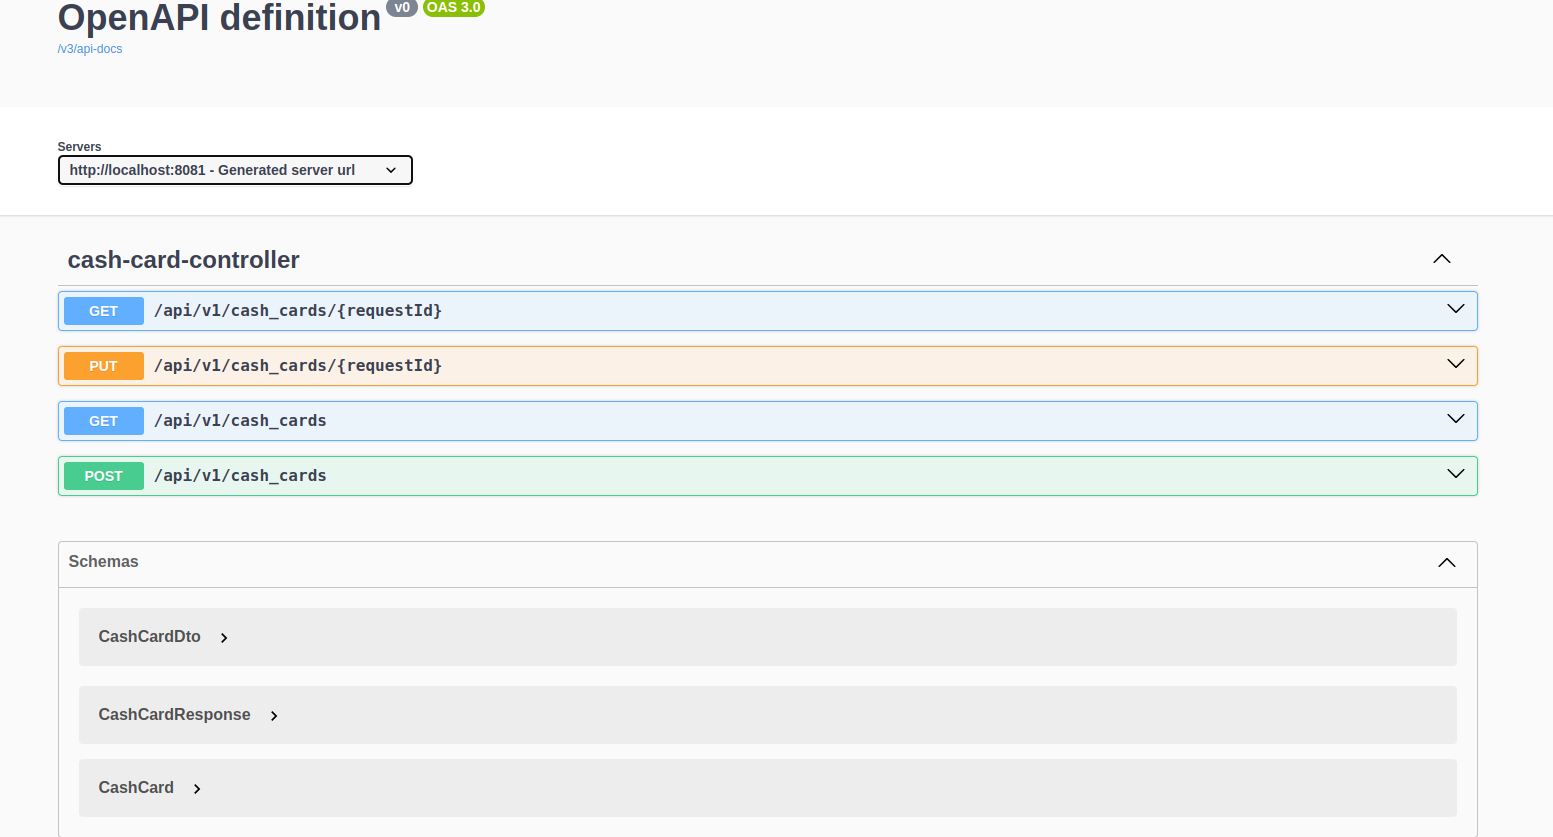 OpenAPI definition v0 OAS 3.0
/v3/api-docs
Servers
http://localhost:8081 - Generated server url
cash-card-controller
GET /api/v1/cash_cards/{requestId}
PUT /api/v1/cash_cards/{requestId}
GET /api/v1/cash_cards
POST /api/v1/cash_cards
Schemas
CashCardDto
CashCardResponse
CashCard